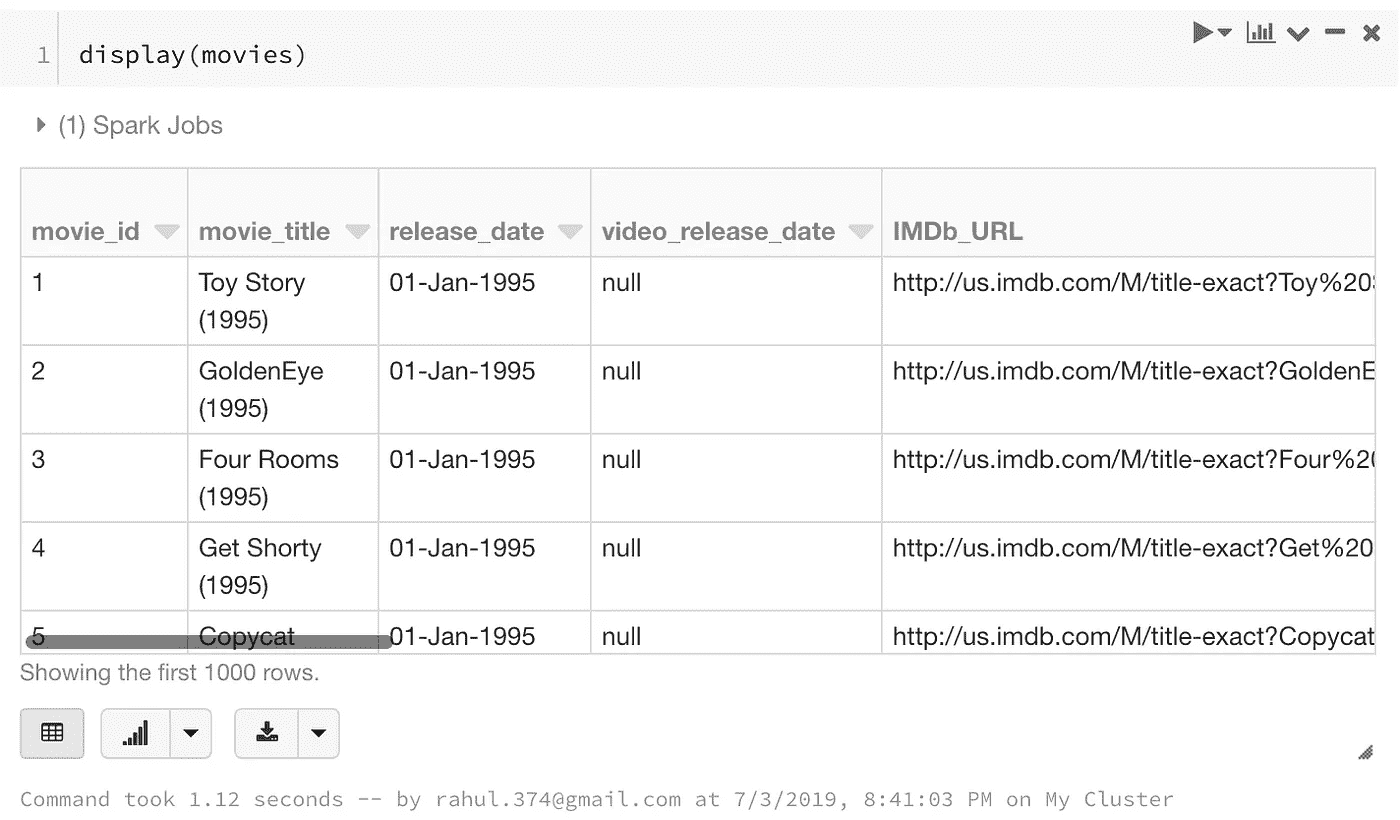 1 display(movies)
(1) Spark Jobs
movie_id movie_title release_date video_release_date IMDb_URL
1 Toy Story 01-Jan-1995 null http://us.imdb.com/M/title-exact?Toy%20
(1995)
2 GoldenEye 01-Jan-1995 null http://us.imdb.com/M/title-exact?GoldenE
(1995)
3 Four Rooms 01-Jan-1995 null http://us.imdb.com/M/title-exact?Four%2
(1995)
4 Get Shorty 01-Jan-1995 null http://us.imdb.com/M/title-exact?Get%20
(1995)
5 Copycat 01-Jan-1995 null http://us.imdb.com/M/title-exact?Copycat
Showing the first 1000 rows.
Command took 1.12 seconds -- by rahul.374@gmail.com at 7/3/2019, 8:41:03 PM on My Cluster